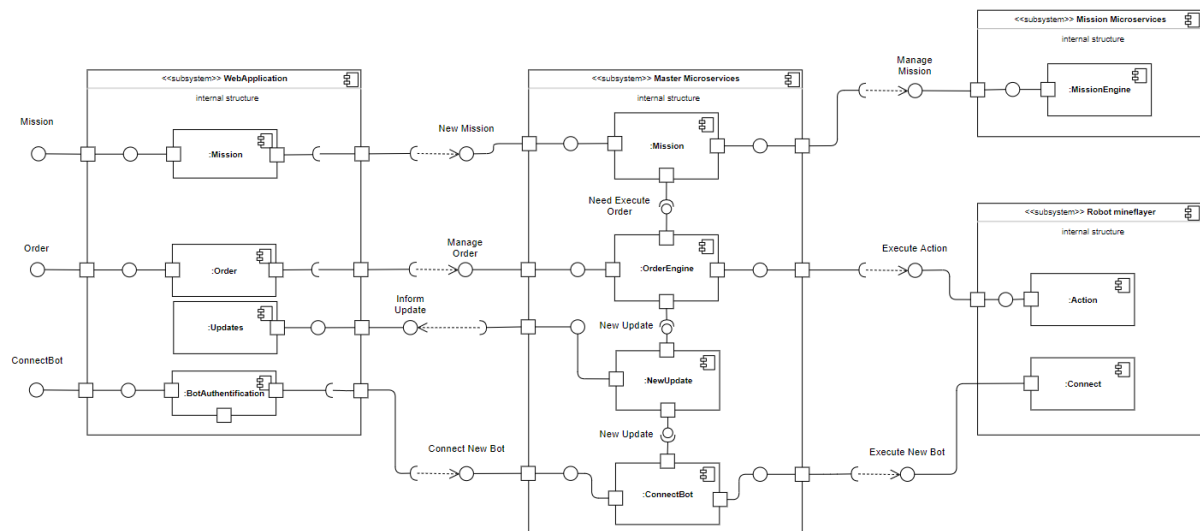 <<subsystem>> Mission Microservices
internal structure
Manage
Mission
:MissionEngine
<<subsystem>> WebApplication
internal structure
<<subsystem>> Master Microservices
internal structure
Mission
:Mission
New Mission
:Mission
Need Execute
Order
<<subsystem>> Robot mineflayer
internal structure
Order
:Order
Manage
Order
:OrderEngine
Execute Action
:Action
:Updates
Inform
Update
New Update
ConnectBot
:BotAuthentification
:NewUpdate
:Connect
New Update
Connect New Bot
:ConnectBot
Execute New Bot